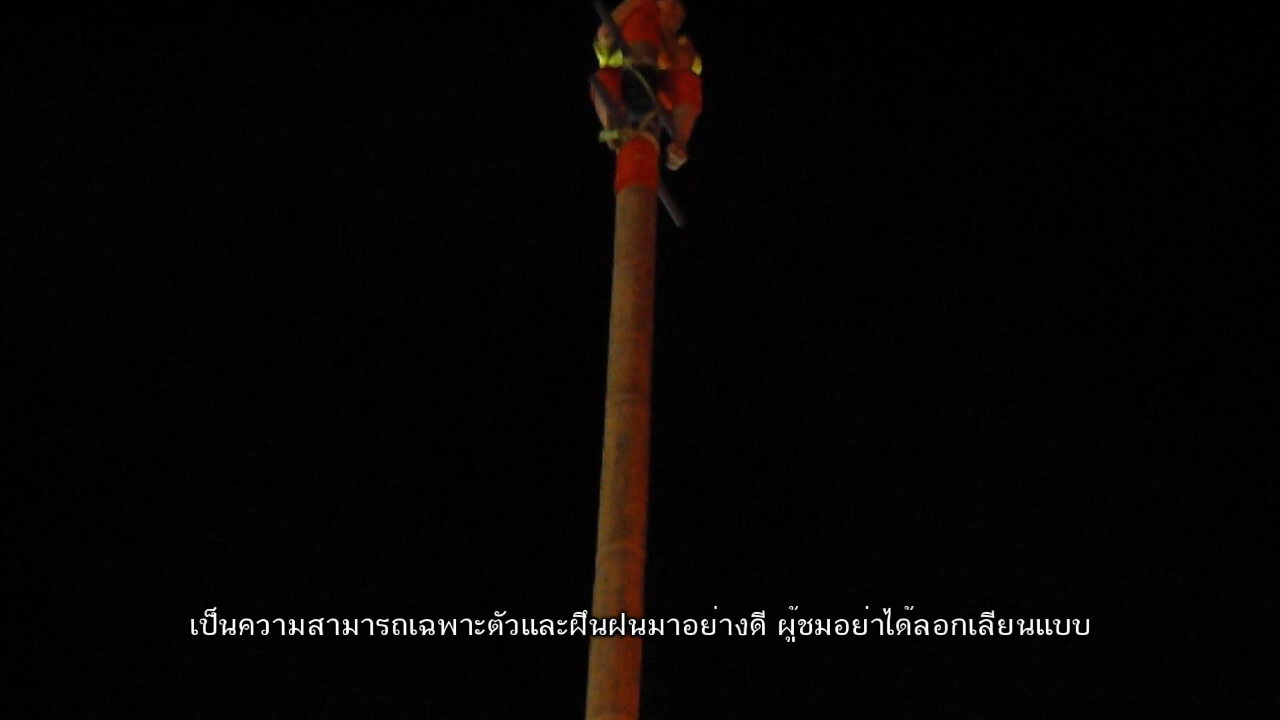 เป็นความสามารถเฉพาะตัวและฝึนฝนมาอย่างดี ผู้ชมอย่าได้ลอกเลียนแบบ